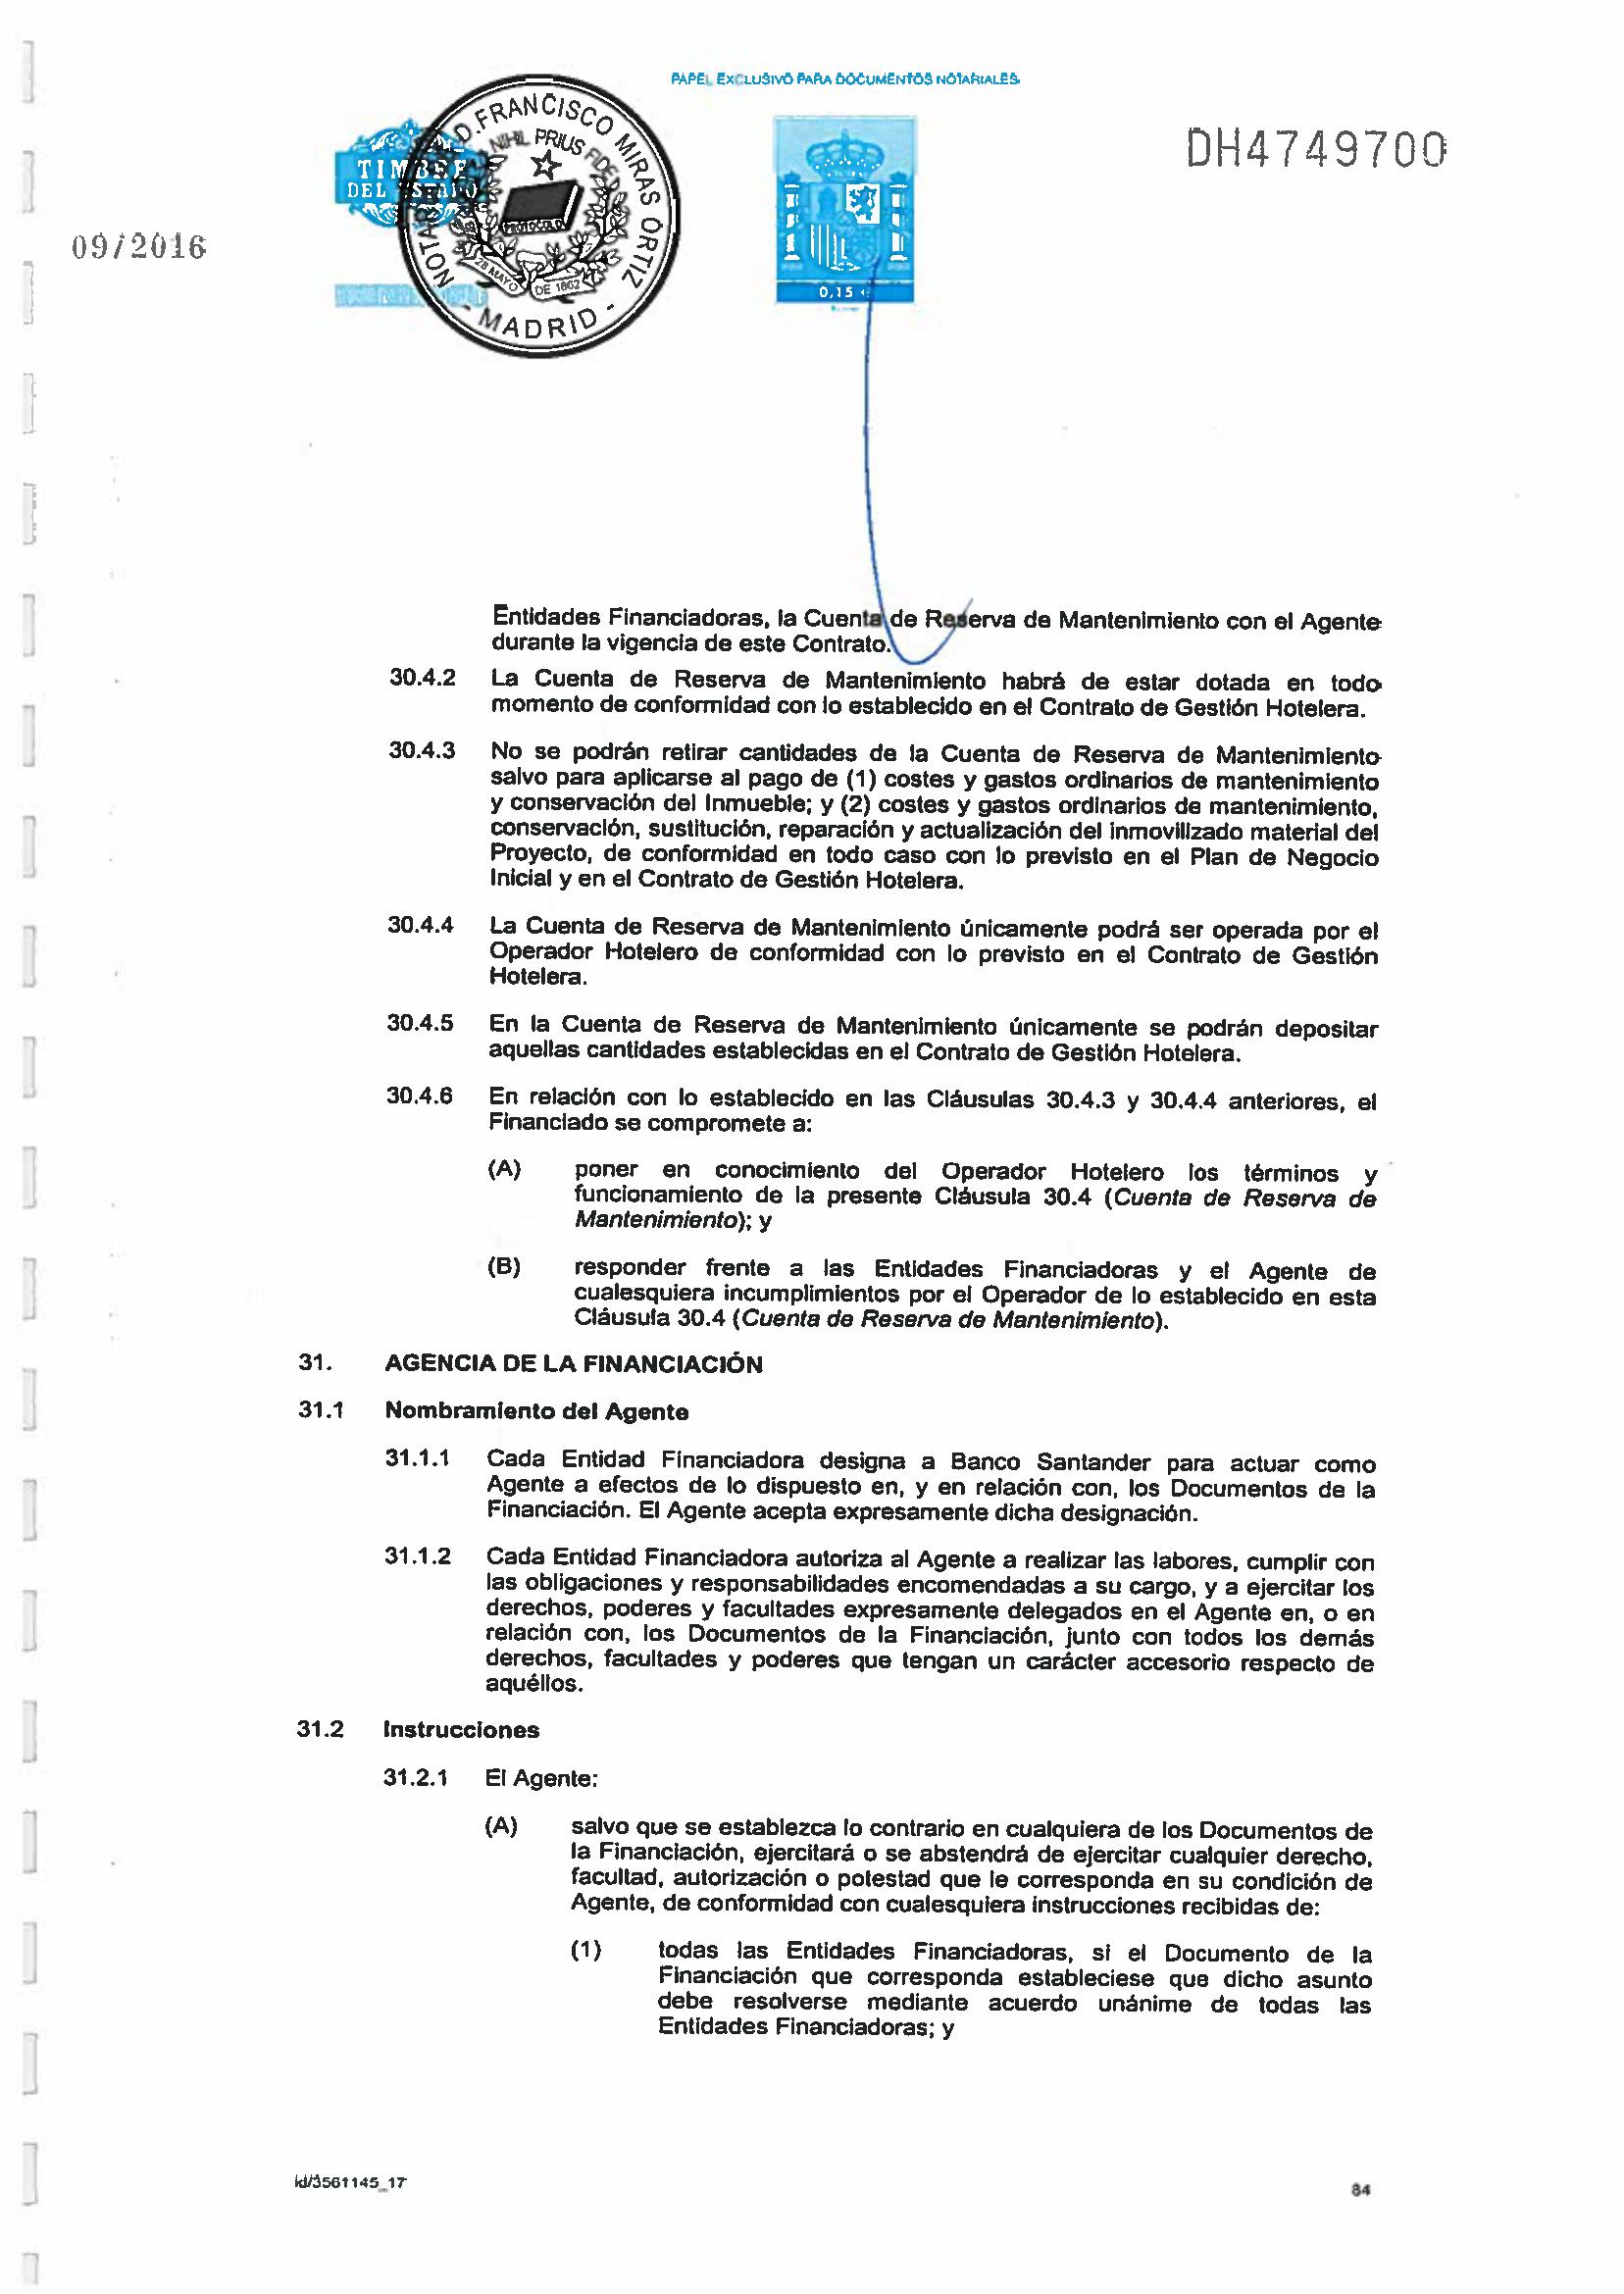 PAPEL EXCLUSIVO PARA DOCUMENTOS NOTARIALES
DH4749700
09/2016
TIMBRE
DEL ESTADO
NOTARIO D. FRANCISCO MIRAS ORTIZ
NIHIL PRIUS FIDE
PROTOCOLO
28 MAYO DE 1862
- MADRID -
0,15 €
Entidades Financiadoras, la Cuenta de Reserva de Mantenimiento con el Agente
durante la vigencia de este Contrato.
30.4.2 La Cuenta de Reserva de Mantenimiento habrá de estar dotada en todo
momento de conformidad con lo establecido en el Contrato de Gestión Hotelera.
30.4.3 No se podrán retirar cantidades de la Cuenta de Reserva de Mantenimiento
salvo para aplicarse al pago de (1) costes y gastos ordinarios de mantenimiento
y conservación del Inmueble; y (2) costes y gastos ordinarios de mantenimiento,
conservación, sustitución, reparación y actualización del inmovilizado material del
Proyecto, de conformidad en todo caso con lo previsto en el Plan de Negocio
Inicial y en el Contrato de Gestión Hotelera.
30.4.4 La Cuenta de Reserva de Mantenimiento únicamente podrá ser operada por el
Operador Hotelero de conformidad con lo previsto en el Contrato de Gestión
Hotelera.
30.4.5 En la Cuenta de Reserva de Mantenimiento únicamente se podrán depositar
aquellas cantidades establecidas en el Contrato de Gestión Hotelera.
30.4.6 En relación con lo establecido en las Cláusulas 30.4.3 y 30.4.4 anteriores, el
Financiado se compromete a:
(A) poner en conocimiento del Operador Hotelero los términos y
funcionamiento de la presente Cláusula 30.4 (Cuenta de Reserva de
Mantenimiento); y
(B) responder frente a las Entidades Financiadoras y el Agente de
cualesquiera incumplimientos por el Operador de lo establecido en esta
Cláusula 30.4 (Cuenta de Reserva de Mantenimiento).
31. AGENCIA DE LA FINANCIACIÓN
31.1 Nombramiento del Agente
31.1.1 Cada Entidad Financiadora designa a Banco Santander para actuar como
Agente a efectos de lo dispuesto en, y en relación con, los Documentos de la
Financiación. El Agente acepta expresamente dicha designación.
31.1.2 Cada Entidad Financiadora autoriza al Agente a realizar las labores, cumplir con
las obligaciones y responsabilidades encomendadas a su cargo, y a ejercitar los
derechos, poderes y facultades expresamente delegados en el Agente en, o en
relación con, los Documentos de la Financiación, junto con todos los demás
derechos, facultades y poderes que tengan un carácter accesorio respecto de
aquéllos.
31.2 Instrucciones
31.2.1 El Agente:
(A) salvo que se establezca lo contrario en cualquiera de los Documentos de
la Financiación, ejercitará o se abstendrá de ejercitar cualquier derecho,
facultad, autorización o potestad que le corresponda en su condición de
Agente, de conformidad con cualesquiera instrucciones recibidas de:
(1) todas las Entidades Financiadoras, si el Documento de la
Financiación que corresponda estableciese que dicho asunto
debe resolverse mediante acuerdo unánime de todas las
Entidades Financiadoras; y
id/3561145_17
84